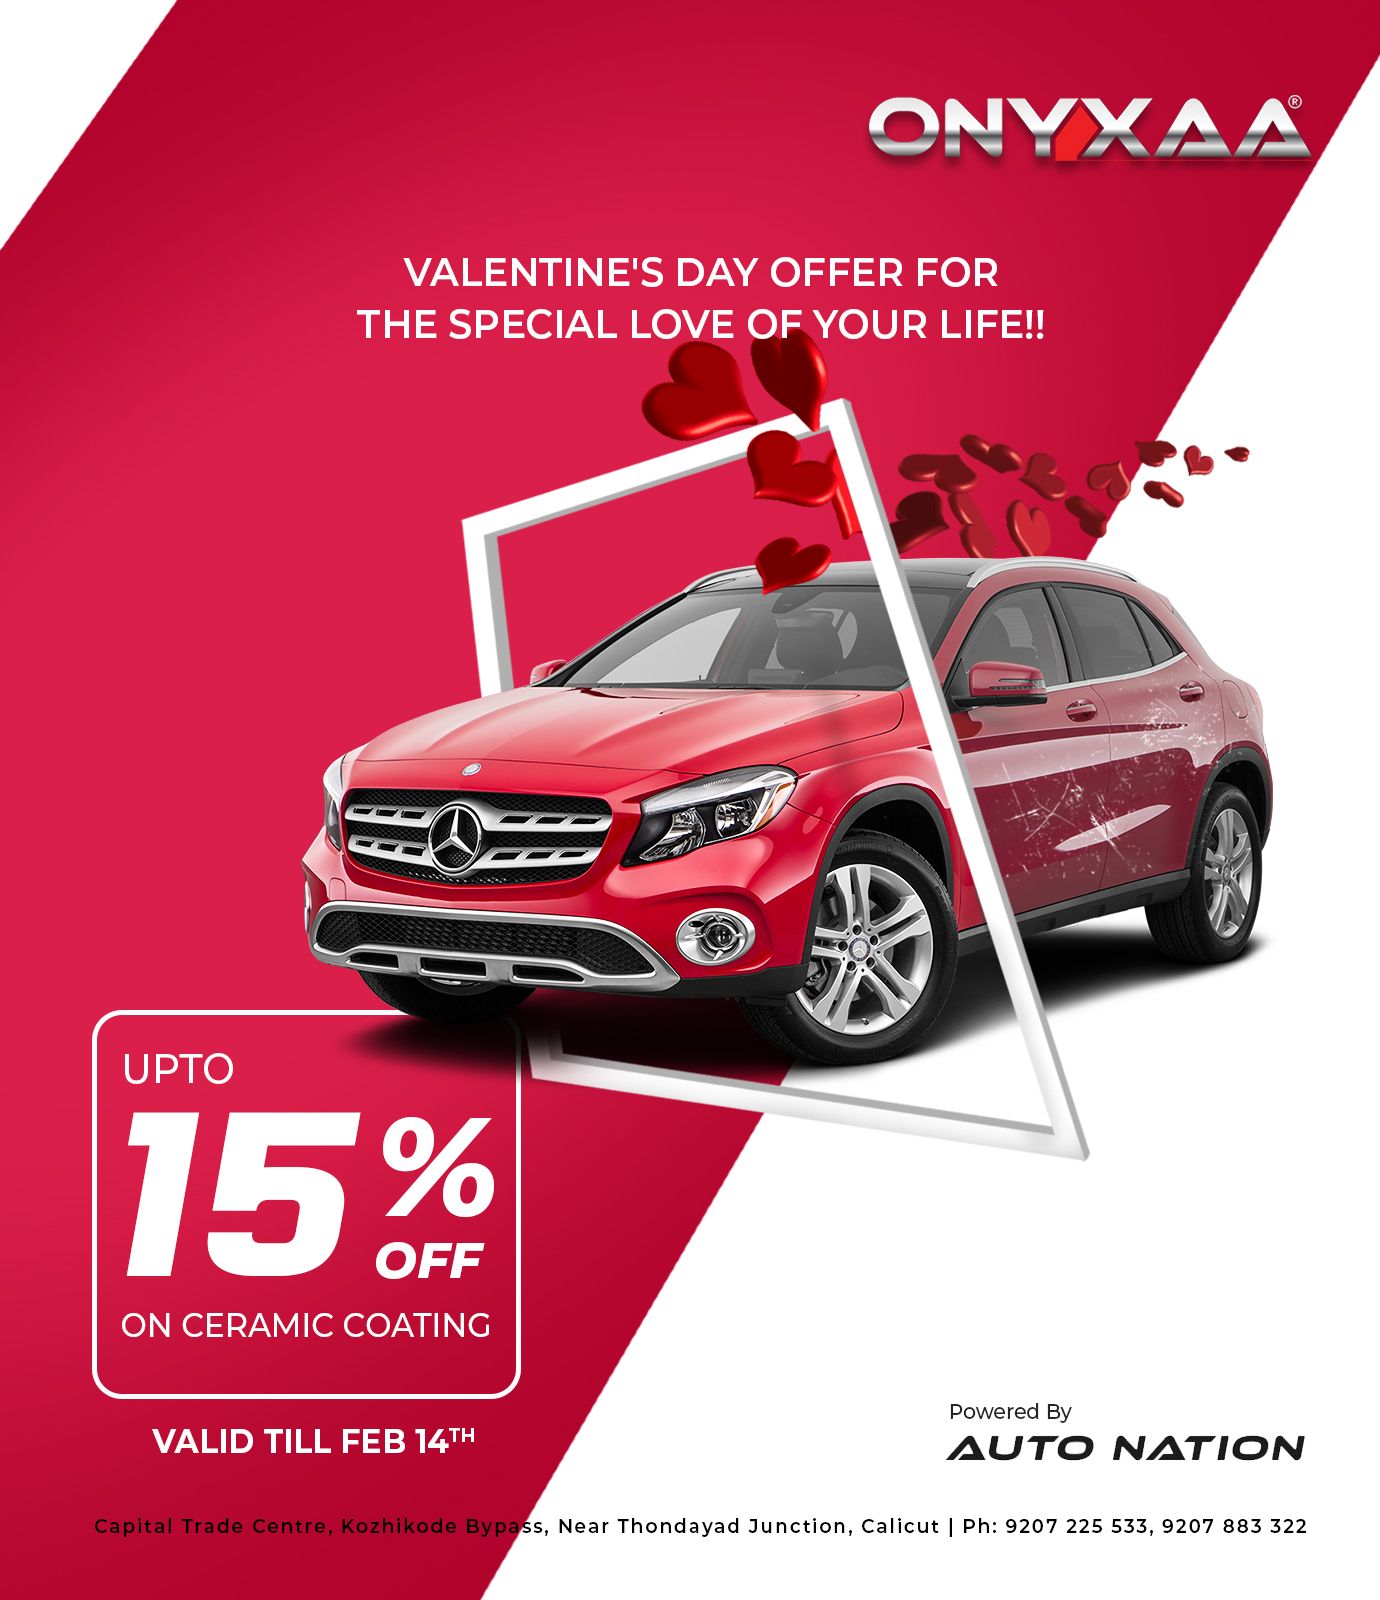 ONYXAA®
VALENTINE'S DAY OFFER FOR
THE SPECIAL LOVE OF YOUR LIFE!!
UPTO
15%
OFF
ON CERAMIC COATING
VALID TILL FEB 14TH
Powered By
AUTO NATION
Capital Trade Centre, Kozhikode Bypass, Near Thondayad Junction, Calicut | Ph: 9207 225 533, 9207 883 322